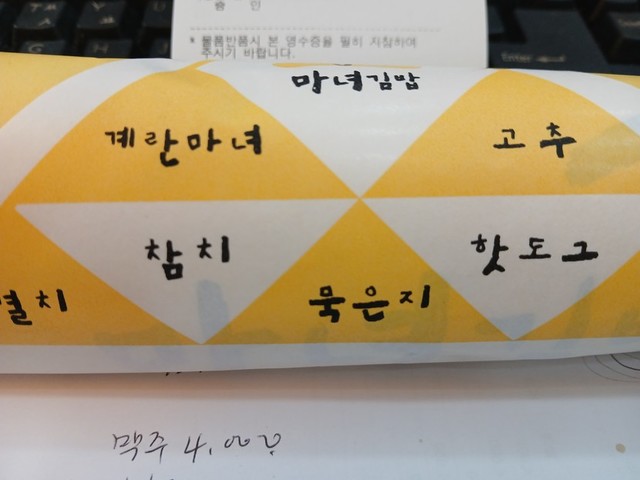 승 인
* 물품반품시 본 영수증을 필히 지참하여
주시기 바랍니다.
마녀김밥
계란마녀
고추
참치
핫도그
멸치
묵은지
맥주 4,000